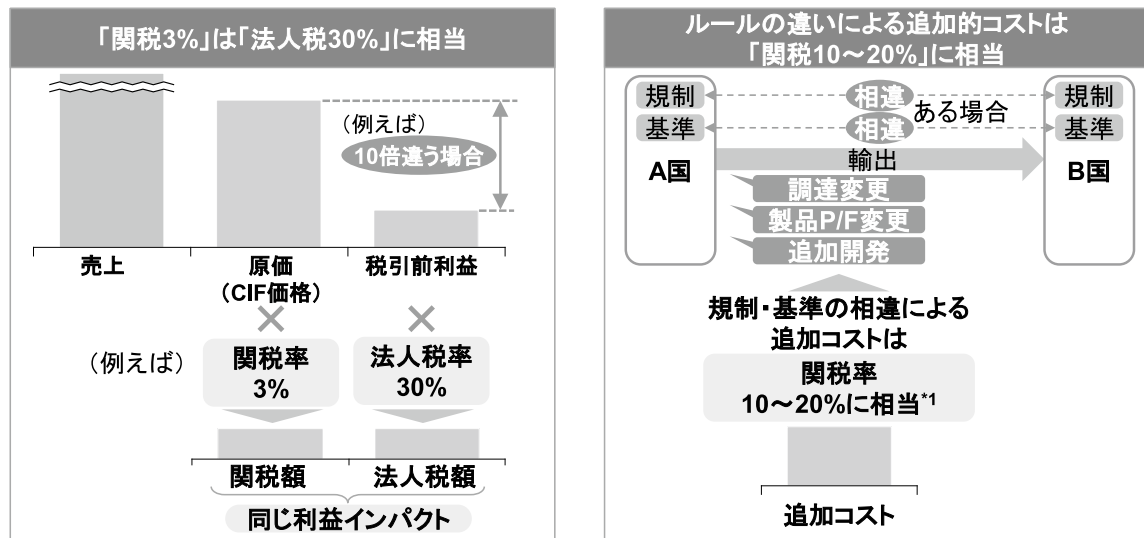 「関税3%」は「法人税30%」に相当
(例えば)
10倍違う場合
売上
原価
(CIF価格)
税引前利益
(例えば)
関税率
3%
法人税率
30%
関税額
法人税額
同じ利益インパクト
ルールの違いによる追加的コストは
「関税10~20%」に相当
規制
相違
規制
基準
相違
基準
ある場合
A国
輸出
B国
調達変更
製品P/F変更
追加開発
規制・基準の相違による
追加コストは
関税率
10~20%に相当*1
追加コスト